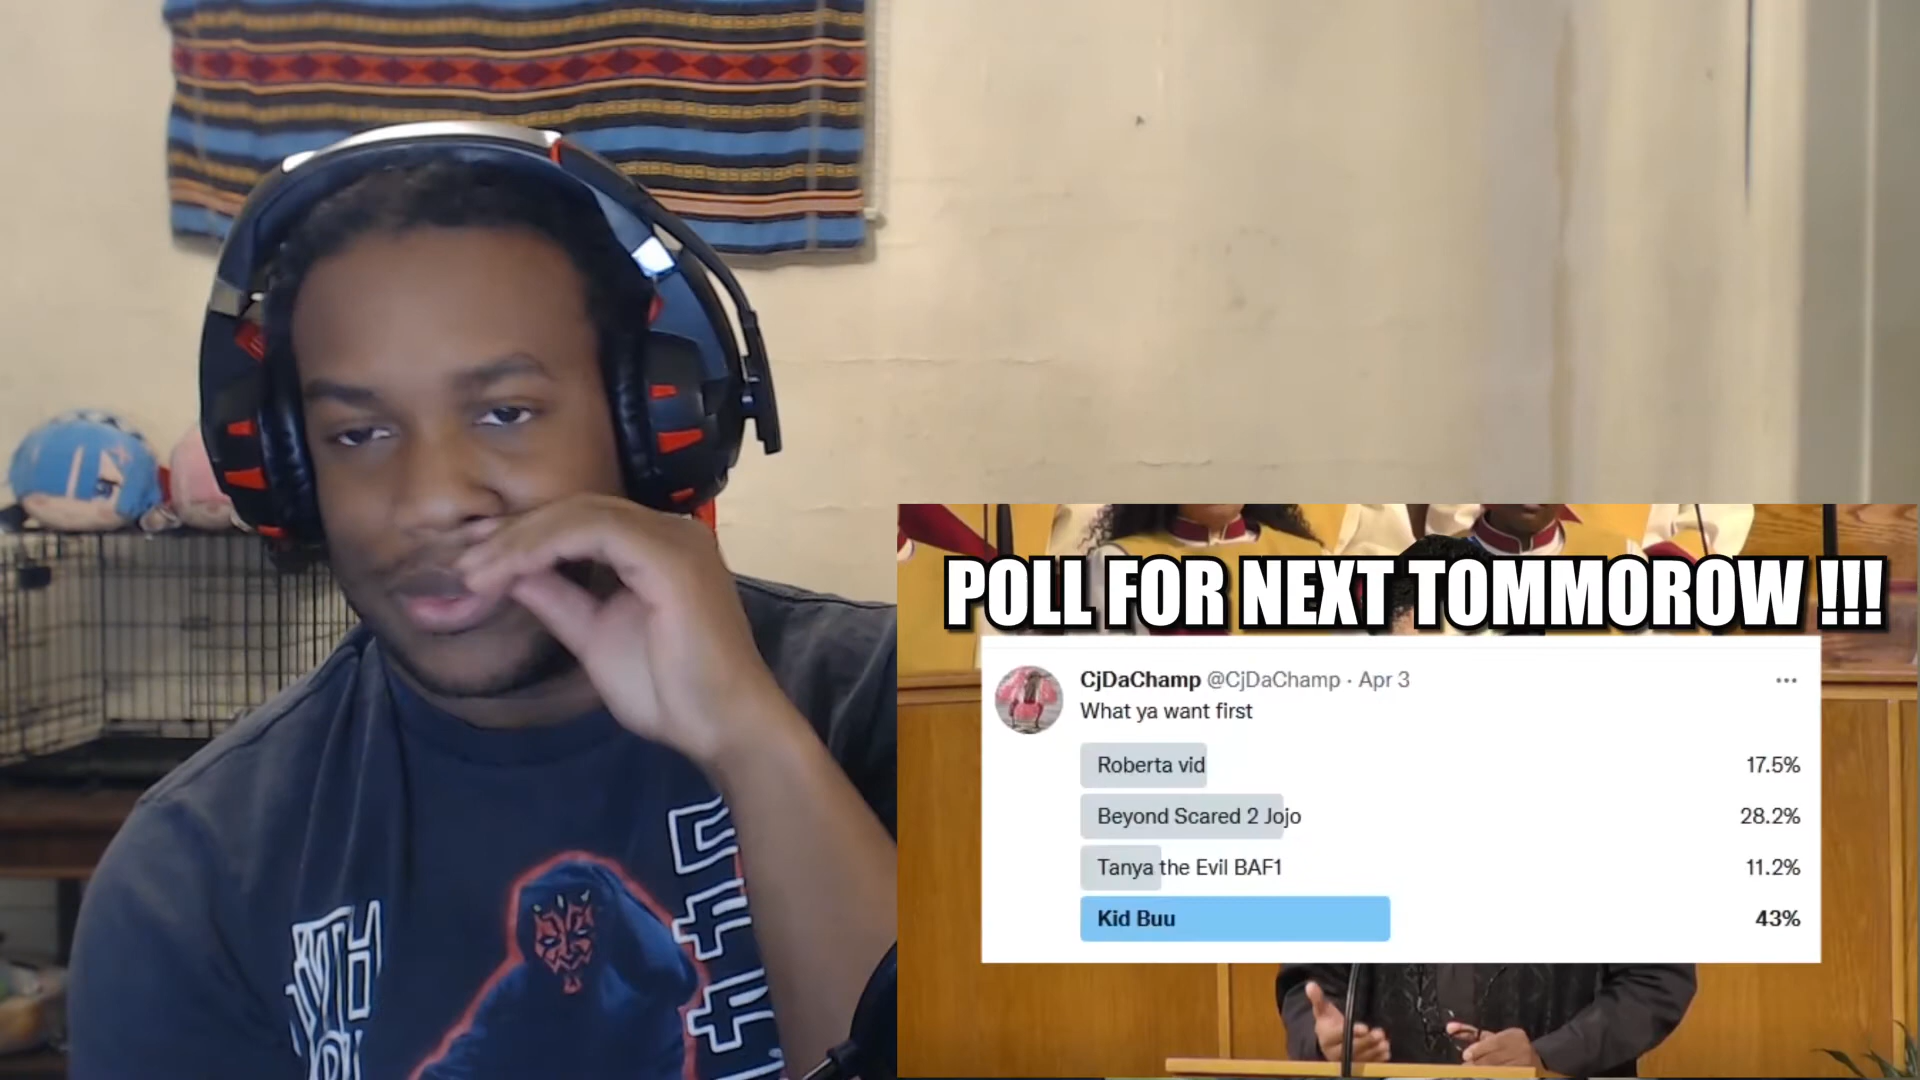 POLL FOR NEXT TOMMOROW !!!
CjDaChamp @CjDaChamp · Apr 3
What ya want first
Roberta vid 17.5%
Beyond Scared 2 Jojo 28.2%
Tanya the Evil BAF1 11.2%
Kid Buu 43%